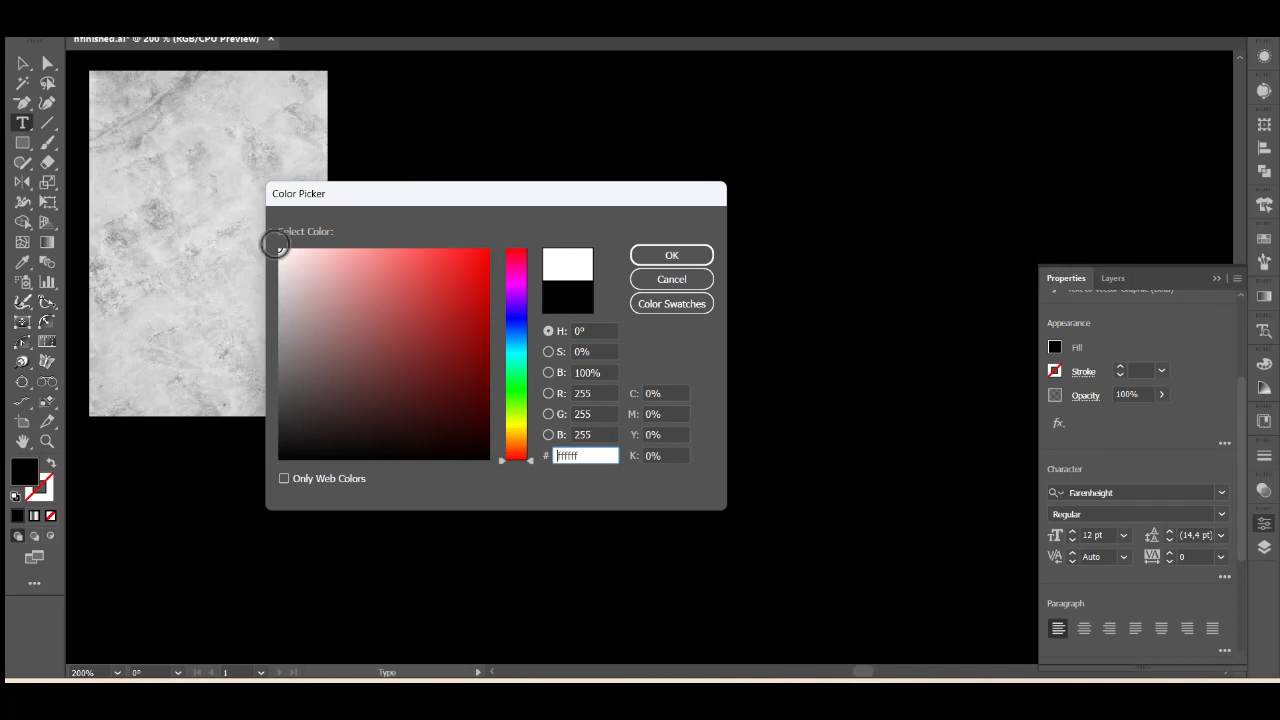 nfinished.ai* @ 200 % (RGB/CPU Preview) ×
T
Color Picker
Select Color:
OK
Cancel
Color Swatches
H: 0°
S: 0%
B: 100%
R: 255 C: 0%
G: 255 M: 0%
B: 255 Y: 0%
# ffffff K: 0%
Only Web Colors
Properties Layers
Appearance
Fill
Stroke
Opacity 100%
fx.
Character
Farenheight
Regular
12 pt (14,4 pt)
Auto 0
Paragraph
200% 0° 1 Type